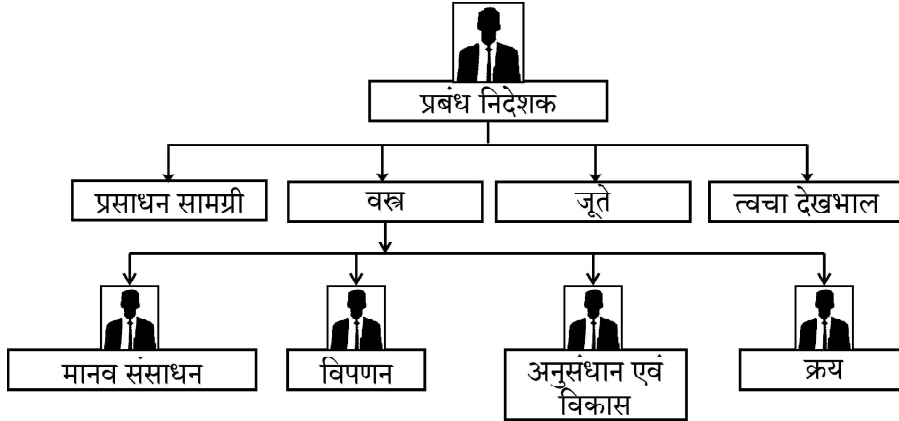 प्रबंध निदेशक
प्रसाधन सामग्री
वस्त्र
जूते
त्वचा देखभाल
मानव संसाधन
विपणन
अनुसंधान एवं
विकास
क्रय